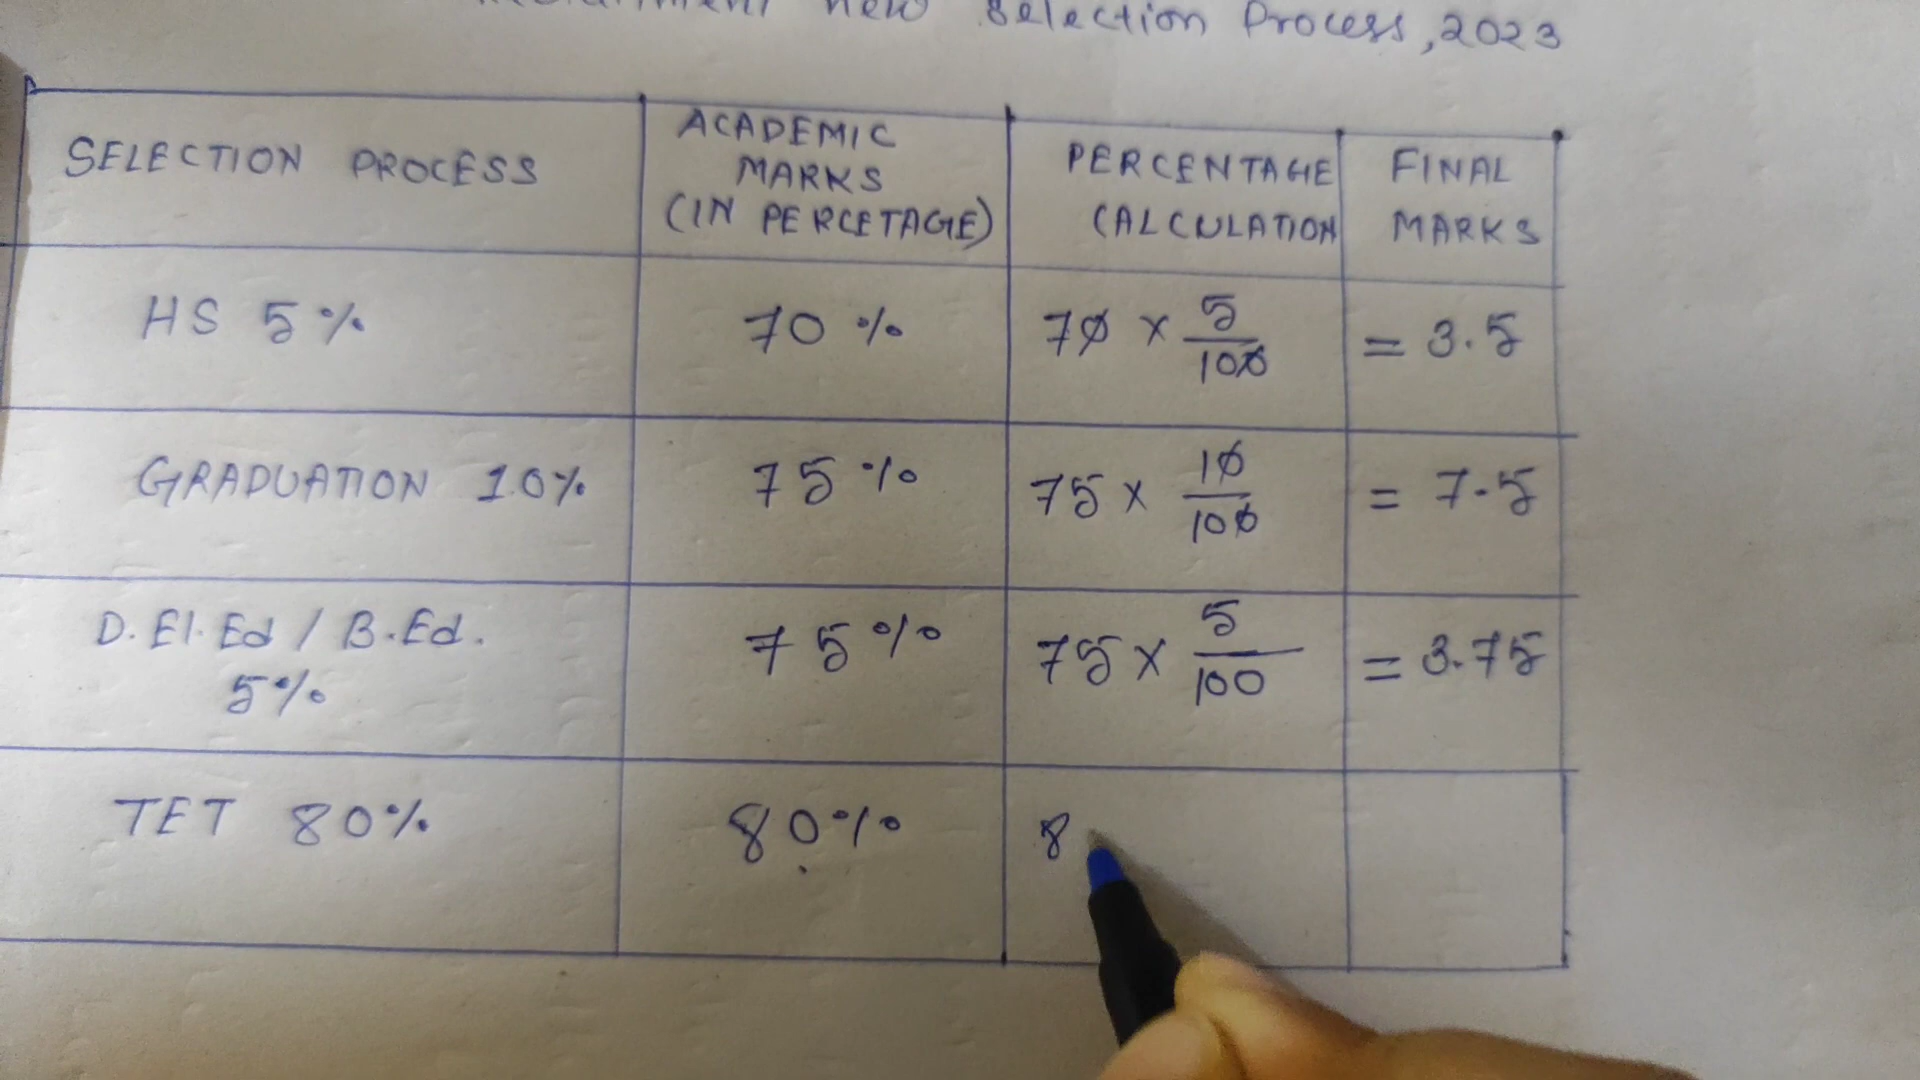 new Selection Process, 2023
SELECTION PROCESS
ACADEMIC
MARKS
(IN PERCETAGE)
PERCENTAGE
CALCULATION
FINAL
MARKS
HS 5%
70%
70 × 5/100
= 3.5
GRADUATION 10%
75%
75 × 10/100
= 7.5
D.El.Ed / B.Ed.
5%
75%
75 × 5/100
= 3.75
TET 80%
80%
8